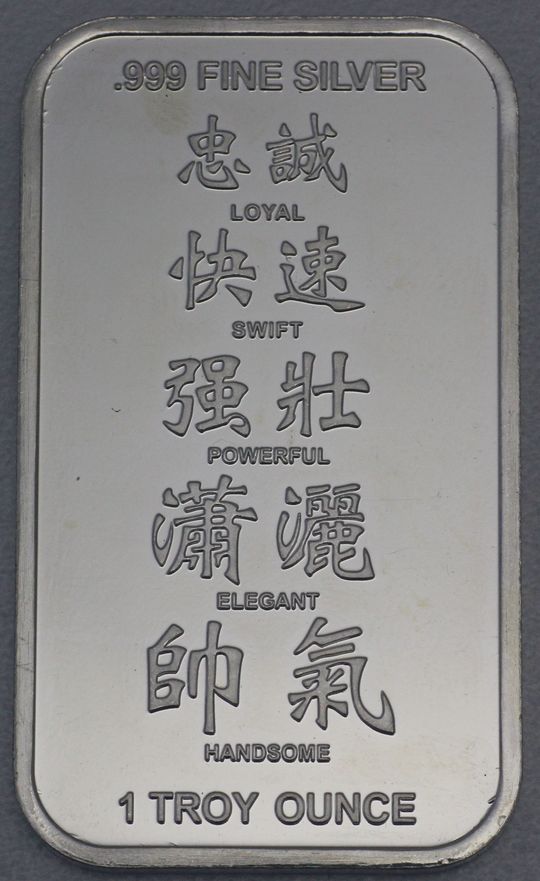 .999 FINE SILVER
忠誠
LOYAL
快速
SWIFT
强壯
POWERFUL
瀟灑
ELEGANT
帥氣
HANDSOME
1 TROY OUNCE